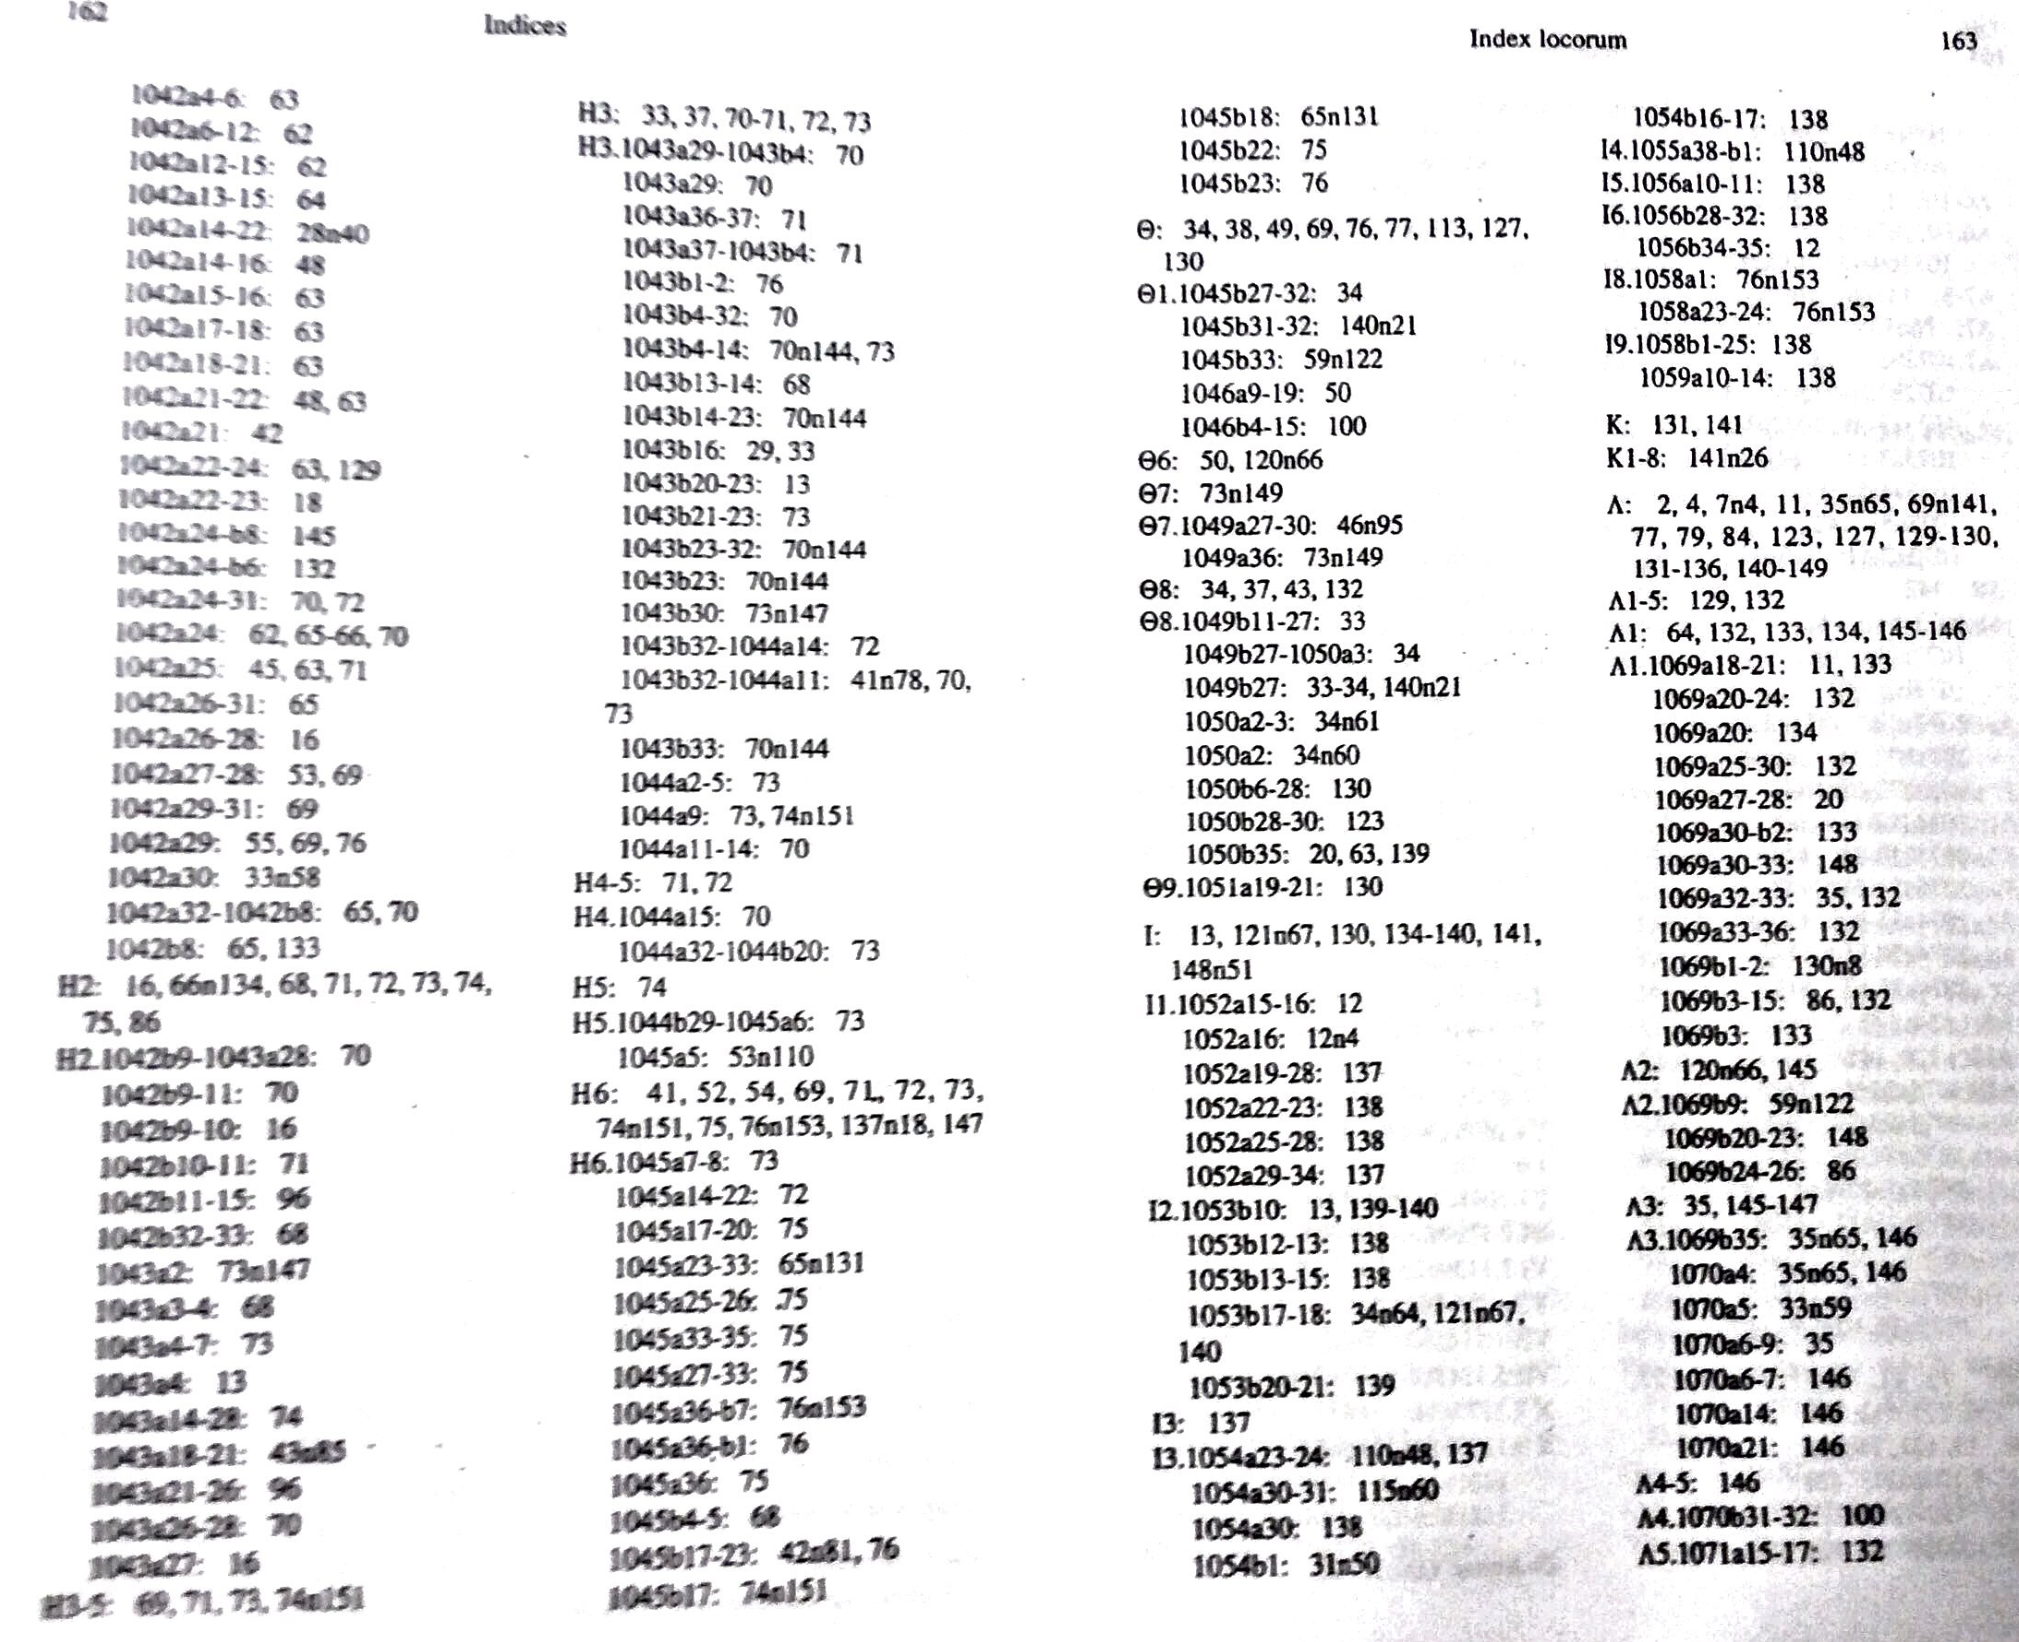 162
Indices
1042a4-6: 63
1042a6-12: 62
1042a12-15: 62
1042a13-15: 64
1042a14-22: 28n40
1042a14-16: 48
1042a15-16: 63
1042a17-18: 63
1042a18-21: 63
1042a21-22: 48, 63
1042a21: 42
1042a22-24: 63, 129
1042a22-23: 18
1042a24-b8: 145
1042a24-b6: 132
1042a24-31: 70, 72
1042a24: 62, 65-66, 70
1042a25: 45, 63, 71
1042a26-31: 65
1042a26-28: 16
1042a27-28: 53, 69
1042a29-31: 69
1042a29: 55, 69, 76
1042a30: 33n58
1042a32-1042b8: 65, 70
1042b8: 65, 133
H2: 16, 66n134, 68, 71, 72, 73, 74,
75, 86
H2.1042b9-1043a28: 70
1042b9-11: 70
1042b9-10: 16
1042b10-11: 71
1042b11-15: 96
1042b32-33: 68
1043a2: 73n147
1043a3-4: 68
1043a4-7: 73
1043a4: 13
1043a14-28: 74
1043a18-21: 43n85
1043a21-26: 96
1043a26-28: 70
1043a27: 16
H3-5: 69, 71, 73, 74n151
H3: 33, 37, 70-71, 72, 73
H3.1043a29-1043b4: 70
1043a29: 70
1043a36-37: 71
1043a37-1043b4: 71
1043b1-2: 76
1043b4-32: 70
1043b4-14: 70n144, 73
1043b13-14: 68
1043b14-23: 70n144
1043b16: 29, 33
1043b20-23: 13
1043b21-23: 73
1043b23-32: 70n144
1043b23: 70n144
1043b30: 73n147
1043b32-1044a14: 72
1043b32-1044a11: 41n78, 70,
73
1043b33: 70n144
1044a2-5: 73
1044a9: 73, 74n151
1044a11-14: 70
H4-5: 71, 72
H4.1044a15: 70
1044a32-1044b20: 73
H5: 74
H5.1044b29-1045a6: 73
1045a5: 53n110
H6: 41, 52, 54, 69, 71, 72, 73,
74n151, 75, 76n153, 137n18, 147
H6.1045a7-8: 73
1045a14-22: 72
1045a17-20: 75
1045a23-33: 65n131
1045a25-26: 75
1045a33-35: 75
1045a27-33: 75
1045a36-b7: 76n153
1045a36-b1: 76
1045a36: 75
1045b4-5: 68
1045b17-23: 42n81, 76
1045b17: 74n151
Index locorum
163
1045b18: 65n131
1045b22: 75
1045b23: 76
Θ: 34, 38, 49, 69, 76, 77, 113, 127,
130
Θ1.1045b27-32: 34
1045b31-32: 140n21
1045b33: 59n122
1046a9-19: 50
1046b4-15: 100
Θ6: 50, 120n66
Θ7: 73n149
Θ7.1049a27-30: 46n95
1049a36: 73n149
Θ8: 34, 37, 43, 132
Θ8.1049b11-27: 33
1049b27-1050a3: 34
1049b27: 33-34, 140n21
1050a2-3: 34n61
1050a2: 34n60
1050b6-28: 130
1050b28-30: 123
1050b35: 20, 63, 139
Θ9.1051a19-21: 130
I: 13, 121n67, 130, 134-140, 141,
148n51
I1.1052a15-16: 12
1052a16: 12n4
1052a19-28: 137
1052a22-23: 138
1052a25-28: 138
1052a29-34: 137
I2.1053b10: 13, 139-140
1053b12-13: 138
1053b13-15: 138
1053b17-18: 34n64, 121n67,
140
1053b20-21: 139
I3: 137
I3.1054a23-24: 110n48, 137
1054a30-31: 115n60
1054a30: 138
1054b1: 31n50
1054b16-17: 138
I4.1055a38-b1: 110n48
I5.1056a10-11: 138
I6.1056b28-32: 138
1056b34-35: 12
I8.1058a1: 76n153
1058a23-24: 76n153
I9.1058b1-25: 138
1059a10-14: 138
K: 131, 141
K1-8: 141n26
Λ: 2, 4, 7n4, 11, 35n65, 69n141,
77, 79, 84, 123, 127, 129-130,
131-136, 140-149
Λ1-5: 129, 132
Λ1: 64, 132, 133, 134, 145-146
Λ1.1069a18-21: 11, 133
1069a20-24: 132
1069a20: 134
1069a25-30: 132
1069a27-28: 20
1069a30-b2: 133
1069a30-33: 148
1069a32-33: 35, 132
1069a33-36: 132
1069b1-2: 130n8
1069b3-15: 86, 132
1069b3: 133
Λ2: 120n66, 145
Λ2.1069b9: 59n122
1069b20-23: 148
1069b24-26: 86
Λ3: 35, 145-147
Λ3.1069b35: 35n65, 146
1070a4: 35n65, 146
1070a5: 33n59
1070a6-9: 35
1070a6-7: 146
1070a14: 146
1070a21: 146
Λ4-5: 146
Λ4.1070b31-32: 100
Λ5.1071a15-17: 132